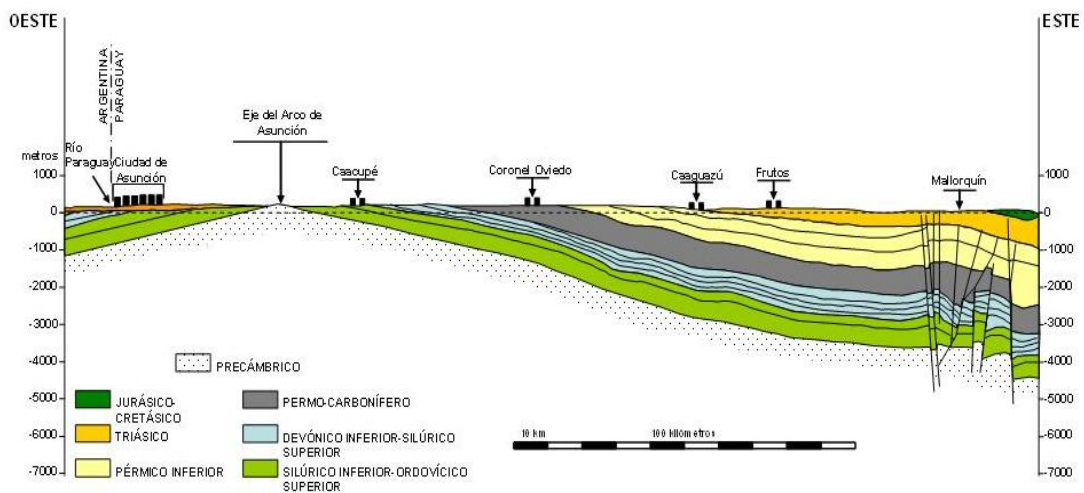 OESTE
ESTE
ARGENTINA
PARAGUAY
Eje del Arco de
Asunción
metros
Río
Paraguay
Ciudad de
Asunción
Caacupé
Coronel Oviedo
Caaguazú
Frutos
Mallorquín
1000
0
-1000
-2000
-3000
-4000
-5000
-6000
-7000
1000
0
-1000
-2000
-3000
-4000
-5000
-6000
-7000
PRECÁMBRICO
JURÁSICO-
CRETÁSICO
TRIÁSICO
PÉRMICO INFERIOR
PERMO-CARBONÍFERO
DEVÓNICO INFERIOR-SILÚRICO
SUPERIOR
SILÚRICO INFERIOR-ORDOVÍCICO
SUPERIOR
10 km
100 kilómetros